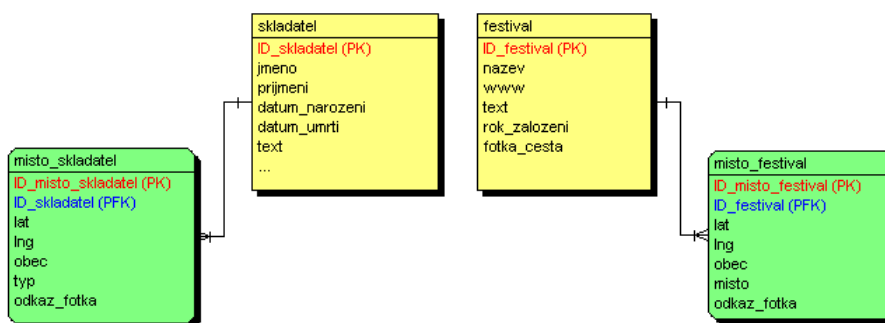 skladatel
ID_skladatel (PK)
jmeno
prijmeni
datum_narozeni
datum_umrti
text
...
festival
ID_festival (PK)
nazev
www
text
rok_zalozeni
fotka_cesta
misto_skladatel
ID_misto_skladatel (PK)
ID_skladatel (PFK)
lat
lng
obec
typ
odkaz_fotka
misto_festival
ID_misto_festival (PK)
ID_festival (PFK)
lat
lng
obec
misto
odkaz_fotka